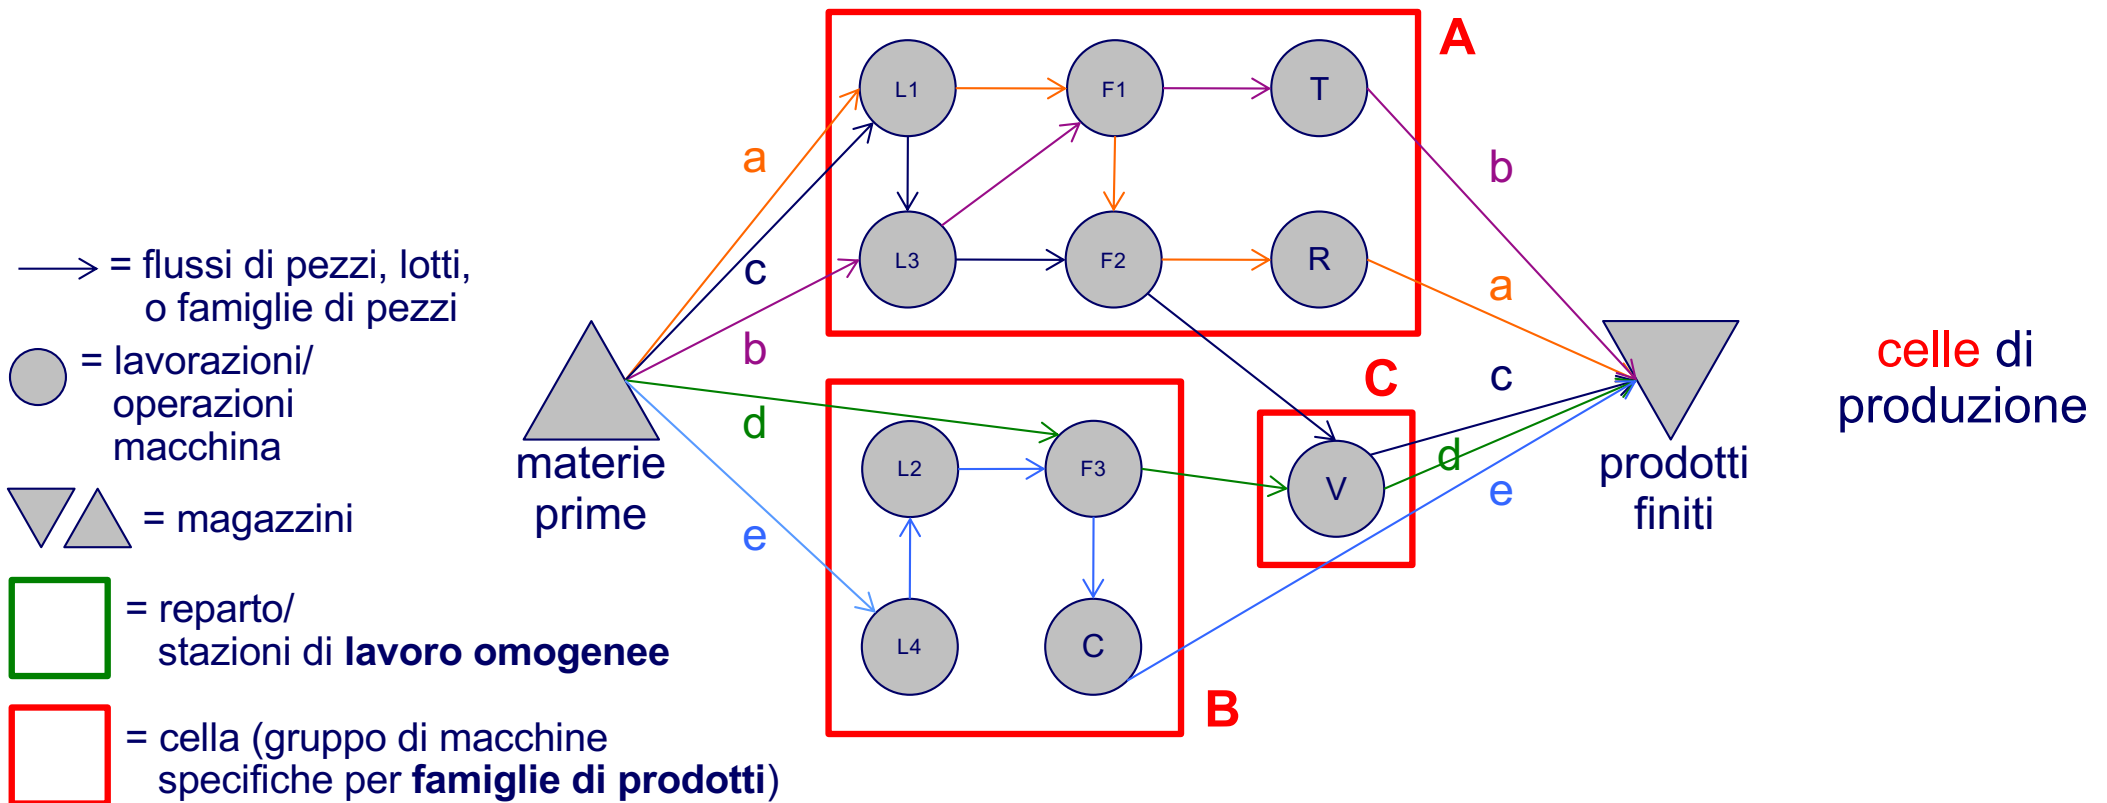 = flussi di pezzi, lotti,
o famiglie di pezzi
= lavorazioni/
operazioni
macchina
= magazzini
= reparto/
stazioni di lavoro omogenee
= cella (gruppo di macchine
specifiche per famiglie di prodotti)
materie
prime
a
c
b
d
e
A
L1
F1
T
L3
F2
R
B
L2
F3
L4
C
C
V
b
a
c
d
e
prodotti
finiti
celle di
produzione